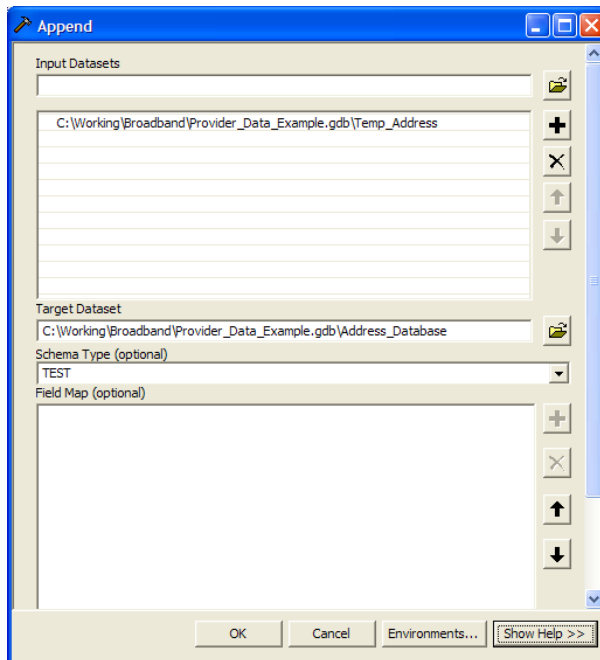 Append
Input Datasets
C:\Working\Broadband\Provider_Data_Example.gdb\Temp_Address
Target Dataset
C:\Working\Broadband\Provider_Data_Example.gdb\Address_Database
Schema Type (optional)
TEST
Field Map (optional)
OK Cancel Environments... Show Help >>